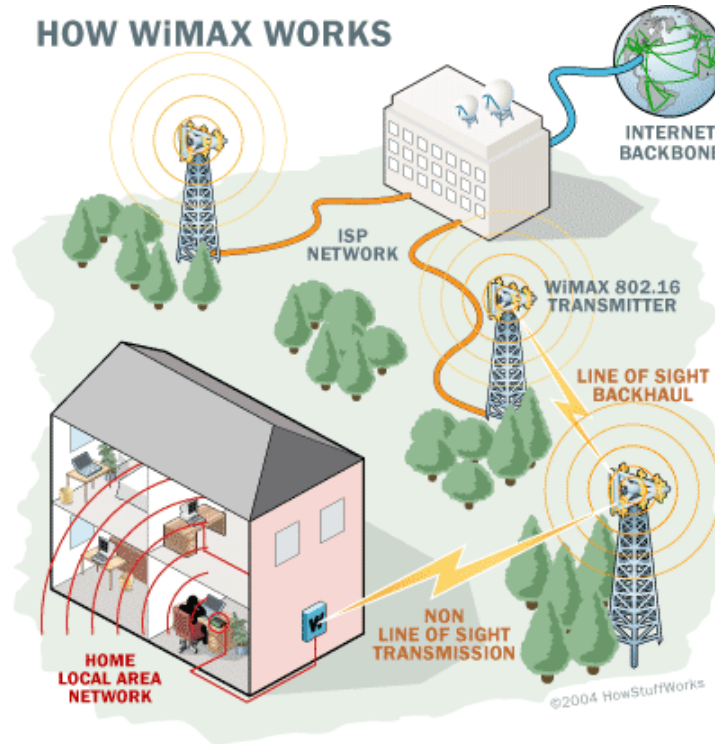 HOW WiMAX WORKS
INTERNET
BACKBONE
ISP
NETWORK
WiMAX 802.16
TRANSMITTER
LINE OF SIGHT
BACKHAUL
NON
LINE OF SIGHT
TRANSMISSION
HOME
LOCAL AREA
NETWORK
©2004 HowStuffWorks